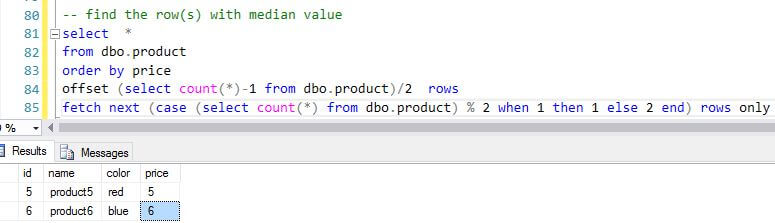 80 -- find the row(s) with median value
81 select *
82 from dbo.product
83 order by price
84 offset (select count(*)-1 from dbo.product)/2 rows
85 fetch next (case (select count(*) from dbo.product) % 2 when 1 then 1 else 2 end) rows only
%
Results Messages
id name color price
5 product5 red 5
6 product6 blue 6